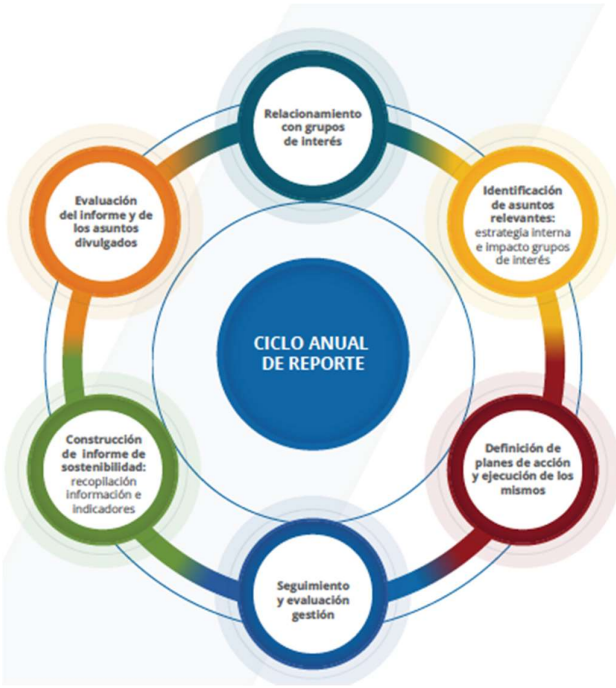 Relacionamiento
con grupos
de interés
Identificación
de asuntos
relevantes:
estrategia interna
e impacto grupos
de interés
Definición de
planes de acción
y ejecución de los
mismos
Seguimiento
y evaluación
gestión
Construcción
de informe de
sostenibilidad:
recopilación
información e
indicadores
Evaluación
del informe y de
los asuntos
divulgados
CICLO ANUAL
DE REPORTE